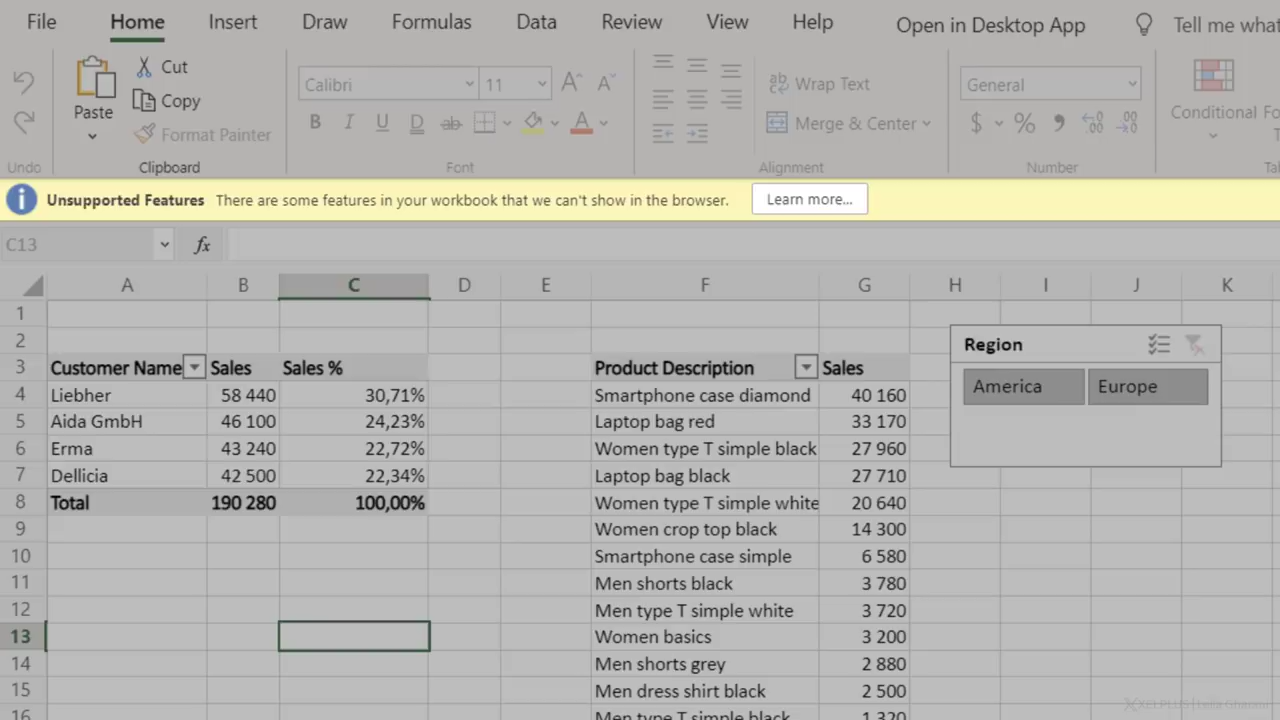 File Home Insert Draw Formulas Data Review View Help Open in Desktop App Tell me what
Paste Cut Copy Format Painter
Calibri 11
B I U D ab A
Wrap Text
Merge & Center
General
$ % 9 .00
Conditional Fo
Undo Clipboard Font Alignment Number
Unsupported Features There are some features in your workbook that we can't show in the browser. Learn more...
C13 fx
A B C D E F G H I J K
1
2
3 Customer Name Sales Sales % Product Description Sales
4 Liebher 58 440 30,71% Smartphone case diamond 40 160
5 Aida GmbH 46 100 24,23% Laptop bag red 33 170
6 Erma 43 240 22,72% Women type T simple black 27 960
7 Dellicia 42 500 22,34% Laptop bag black 27 710
8 Total 190 280 100,00% Women type T simple white 20 640
9 Women crop top black 14 300
10 Smartphone case simple 6 580
11 Men shorts black 3 780
12 Men type T simple white 3 720
13 Women basics 3 200
14 Men shorts grey 2 880
15 Men dress shirt black 2 500
16 Men type T simple black 1 320
Region
America Europe
XELPLUS